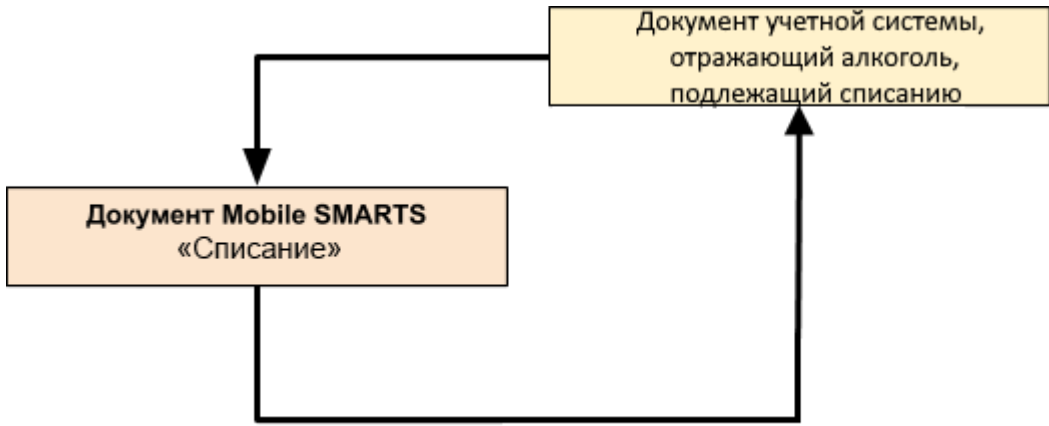 Документ учетной системы,
отражающий алкоголь,
подлежащий списанию
Документ Mobile SMARTS
«Списание»